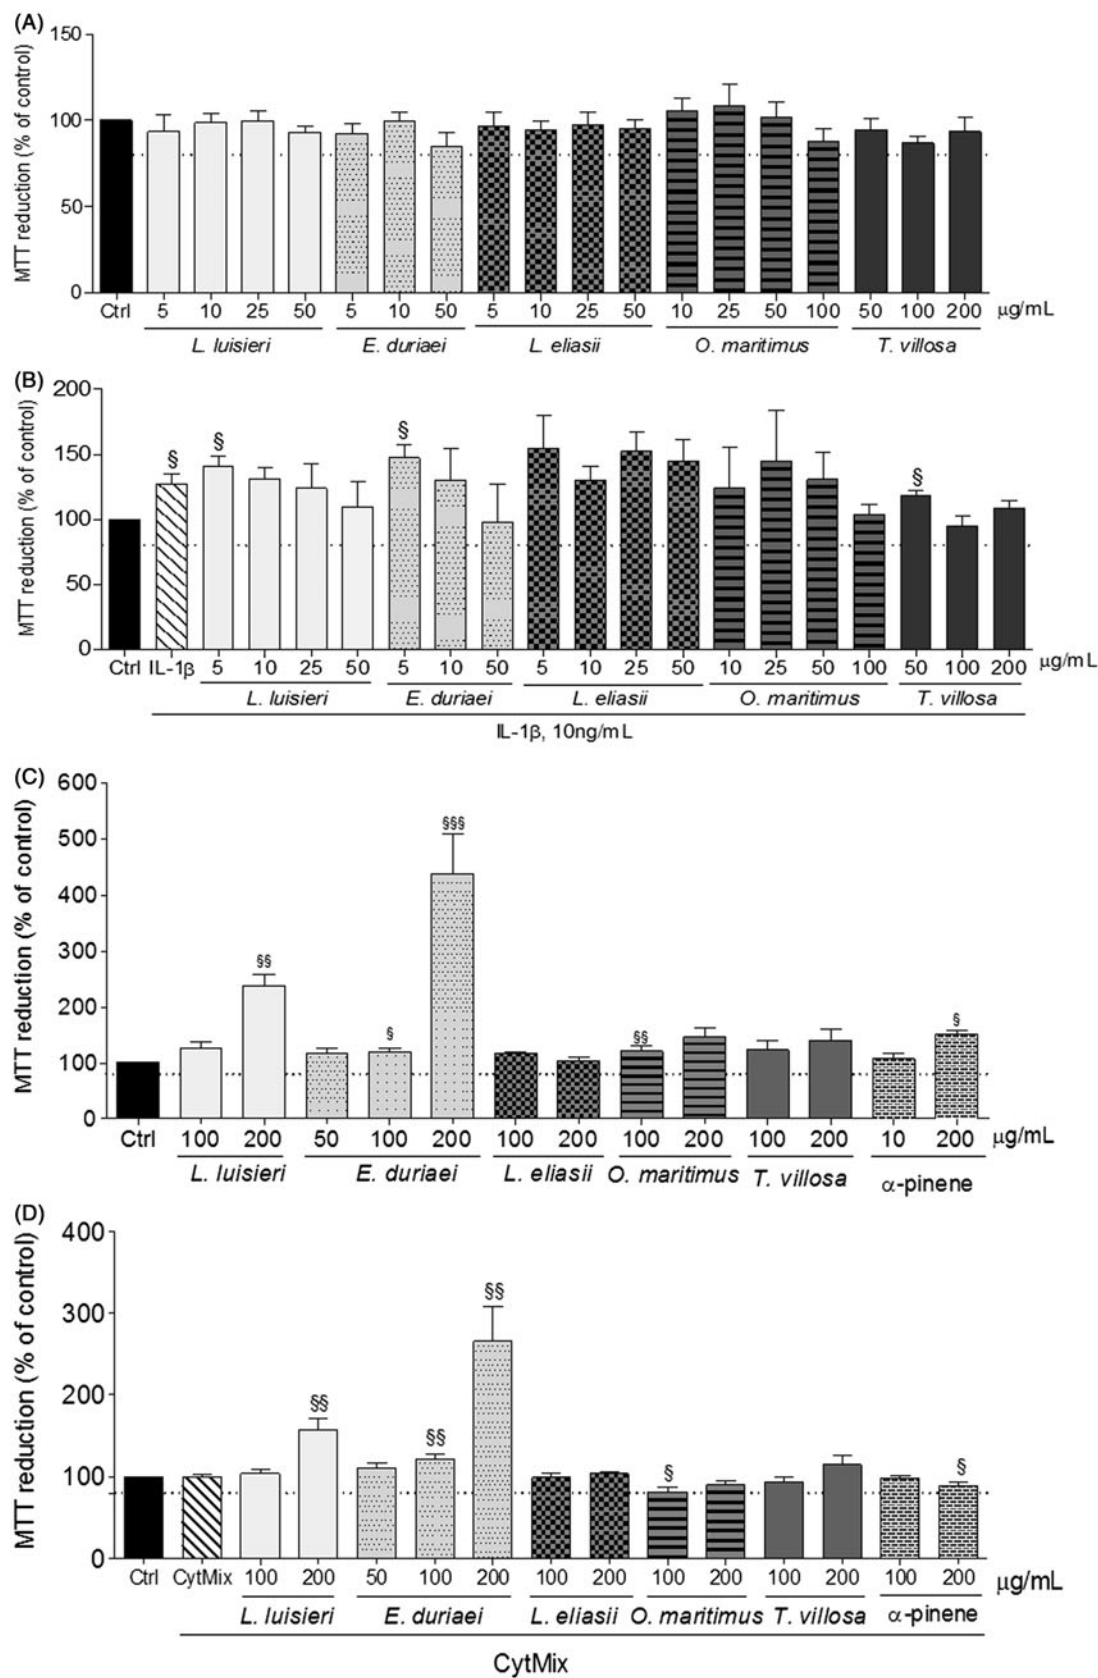 (A)
MTT reduction (% of control)
150
100
50
0
Ctrl 5 10 25 50 5 10 50 5 10 25 50 10 25 50 100 50 100 200 μg/mL
L. luisieri E. duriaei L. eliasii O. maritimus T. villosa
(B)
MTT reduction (% of control)
200
150
100
50
0
§ § § §
Ctrl IL-1β 5 10 25 50 5 10 50 5 10 25 50 10 25 50 100 50 100 200 μg/mL
L. luisieri E. duriaei L. eliasii O. maritimus T. villosa
IL-1β, 10ng/mL
(C)
MTT reduction (% of control)
600
500
400
300
200
100
0
§§ § §§§ §§ §
Ctrl 100 200 50 100 200 100 200 100 200 100 200 10 200 μg/mL
L. luisieri E. duriaei L. eliasii O. maritimus T. villosa α-pinene
(D)
MTT reduction (% of control)
400
300
200
100
0
§§ §§ §§ § §
Ctrl CytMix 100 200 50 100 200 100 200 100 200 100 200 100 200 μg/mL
L. luisieri E. duriaei L. eliasii O. maritimus T. villosa α-pinene
CytMix